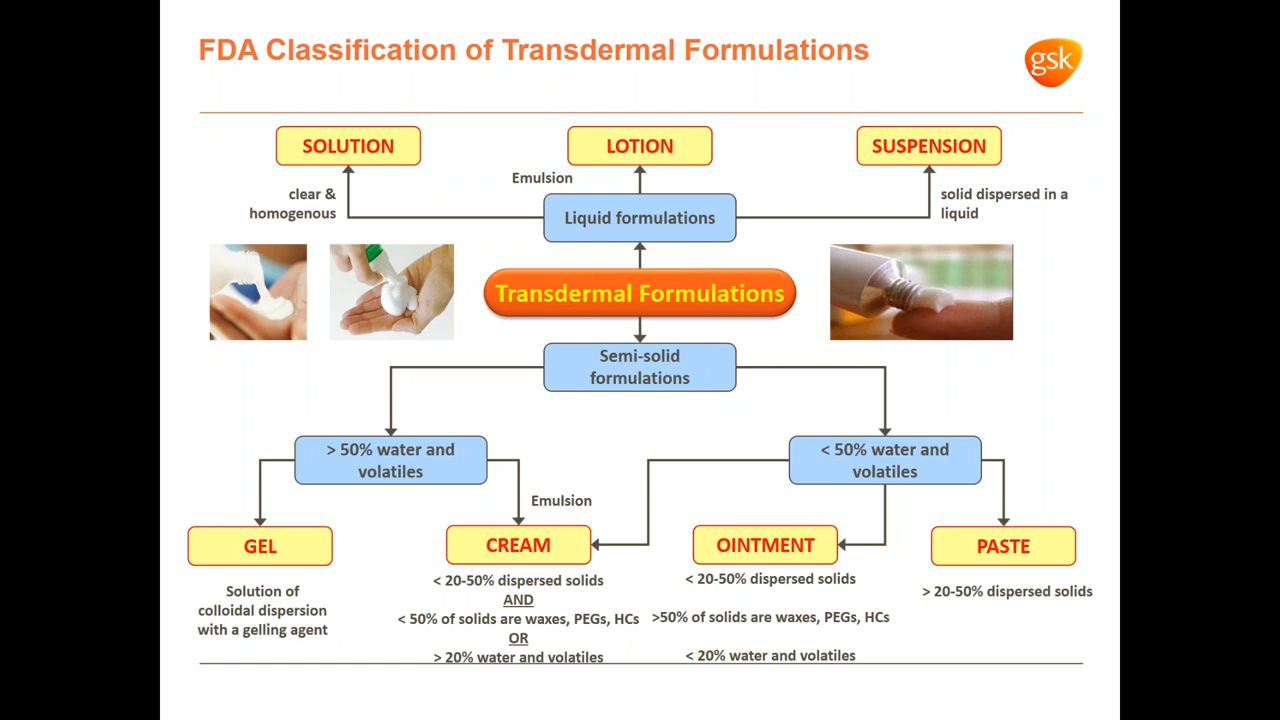 FDA Classification of Transdermal Formulations
gsk
SOLUTION
LOTION
SUSPENSION
Emulsion
clear &
homogenous
solid dispersed in a
liquid
Liquid formulations
Transdermal Formulations
Semi-solid
formulations
> 50% water and
volatiles
< 50% water and
volatiles
Emulsion
GEL
CREAM
OINTMENT
PASTE
Solution of
colloidal dispersion
with a gelling agent
< 20-50% dispersed solids
AND
< 50% of solids are waxes, PEGs, HCs
OR
> 20% water and volatiles
< 20-50% dispersed solids
>50% of solids are waxes, PEGs, HCs
< 20% water and volatiles
> 20-50% dispersed solids